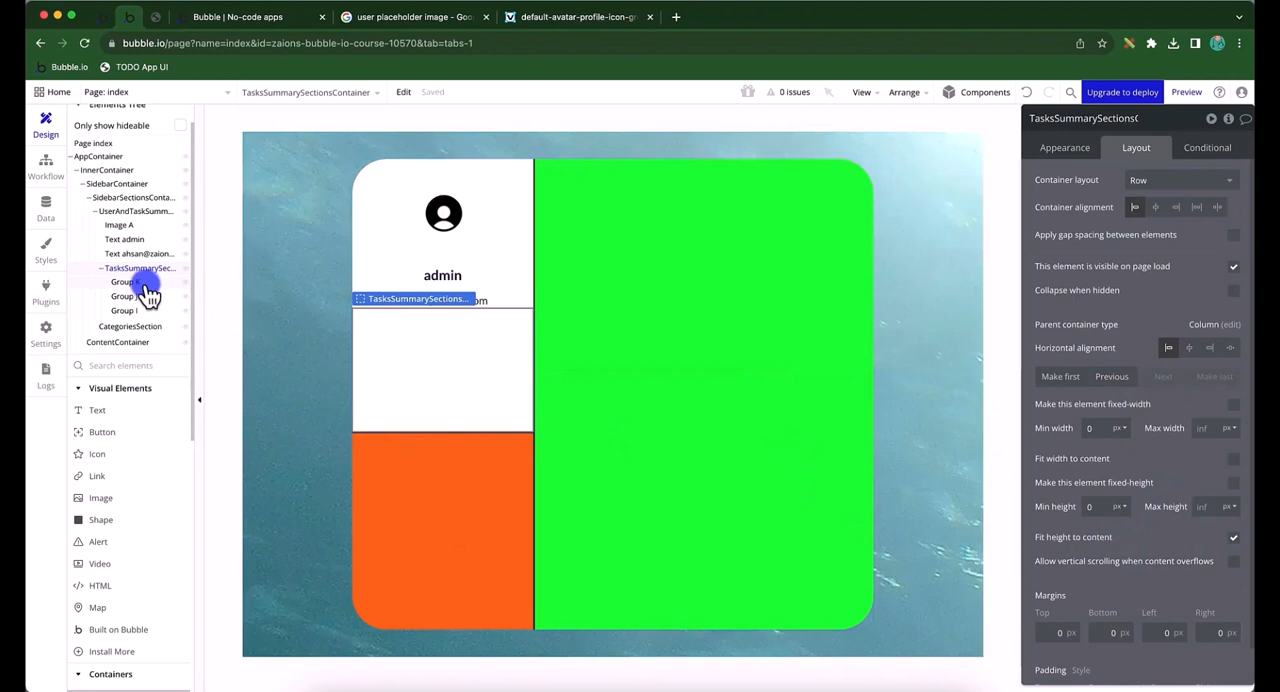 Bubble | No-code apps
user placeholder image - Goo
default-avatar-profile-icon-gr
bubble.io/page?name=index&id=zaions-bubble-io-course-10570&tab=tabs-1
Bubble.io
TODO App UI
Home
Page: index
TasksSummarySectionsContainer
Edit
Saved
0 issues
View
Arrange
Components
Upgrade to deploy
Preview
Design
Workflow
Data
Styles
Plugins
Settings
Logs
Elements Tree
Only show hideable
Page index
AppContainer
InnerContainer
SidebarContainer
SidebarSectionsConta...
UserAndTaskSumm...
Image A
Text admin
Text ahsan@zaion...
TasksSummarySec...
Group
Group
Group I
CategoriesSection
ContentContainer
Search elements
Visual Elements
Text
Button
Icon
Link
Image
Shape
Alert
Video
HTML
Map
Built on Bubble
Install More
Containers
admin
TasksSummarySections...
om
TasksSummarySectionsC
Appearance
Layout
Conditional
Container layout
Row
Container alignment
Apply gap spacing between elements
This element is visible on page load
Collapse when hidden
Parent container type
Column (edit)
Horizontal alignment
Make first
Previous
Next
Make last
Make this element fixed-width
Min width
0
px
Max width
inf
px
Fit width to content
Make this element fixed-height
Min height
0
px
Max height
inf
px
Fit height to content
Allow vertical scrolling when content overflows
Margins
Top
Bottom
Left
Right
0 px
0 px
0 px
0 px
Padding
Style